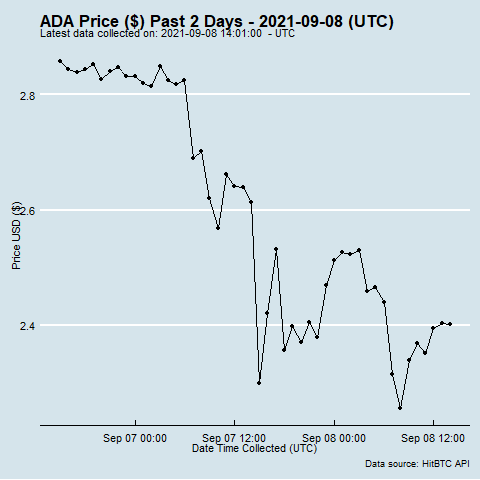 ADA Price ($) Past 2 Days - 2021-09-08 (UTC)
Latest data collected on: 2021-09-08 14:01:00  - UTC
2.8
2.6
2.4
Price USD ($)
Sep 07 00:00
Sep 07 12:00
Sep 08 00:00
Sep 08 12:00
Date Time Collected (UTC)
Data source: HitBTC API